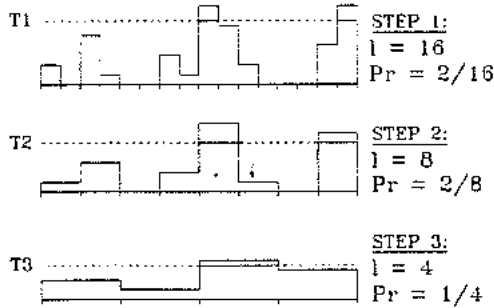 T1
STEP 1:
l = 16
Pr = 2/16
T2
STEP 2:
l = 8
Pr = 2/8
T3
STEP 3:
l = 4
Pr = 1/4